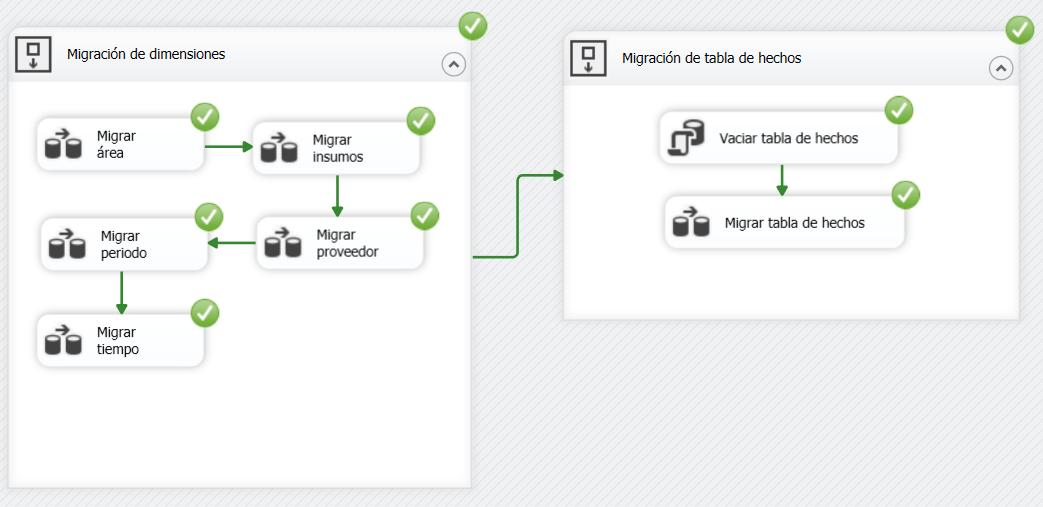 Migración de dimensiones
Migrar
área
Migrar
insumos
Migrar
proveedor
Migrar
periodo
Migrar
tiempo
Migración de tabla de hechos
Vaciar tabla de hechos
Migrar tabla de hechos